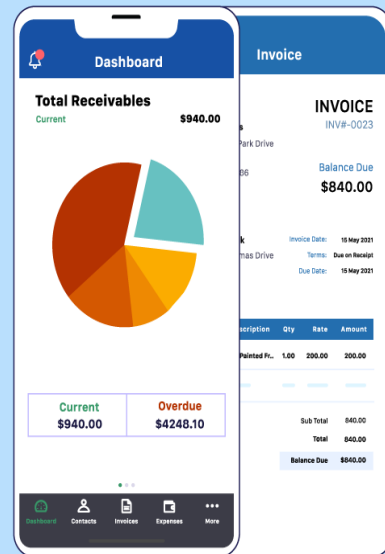 Dashboard
Total Receivables
Current $940.00
Current Overdue
$940.00 $4248.10
Dashboard Contacts Invoices Expenses More
Invoice
INVOICE
INV#-0023
Park Drive
Balance Due
$840.00
mas Drive
Invoice Date: 15 May 2021
Terms: Due on Receipt
Due Date: 15 May 2021
scription Qty Rate Amount
Painted Fr.. 1.00 200.00 200.00
Sub Total 840.00
Total 840.00
Balance Due $840.00